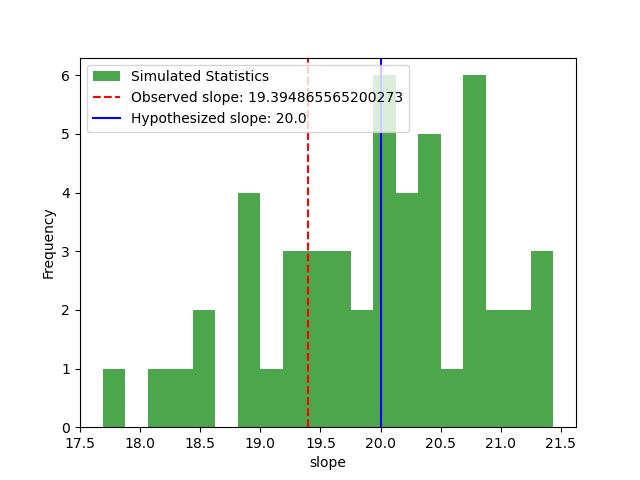 Simulated Statistics
Observed slope: 19.394865565200273
Hypothesized slope: 20.0
Frequency
6
5
4
3
2
1
0
17.5 18.0 18.5 19.0 19.5 20.0 20.5 21.0 21.5
slope